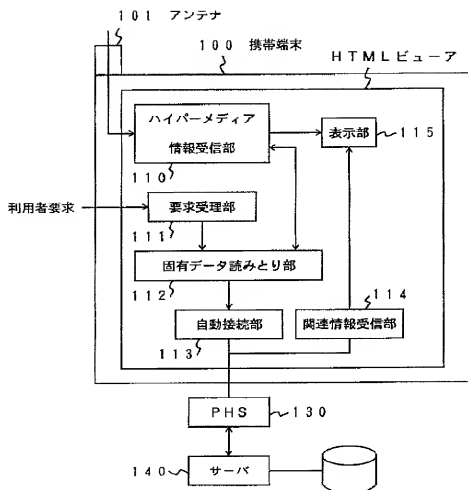 101 アンテナ
100 携帯端末
HTMLビューア
ハイパーメディア
情報受信部
110
表示部
115
利用者要求
要求受理部
111
固有データ読みとり部
112
114
自動接続部
113
関連情報受信部
PHS
130
140
サーバ